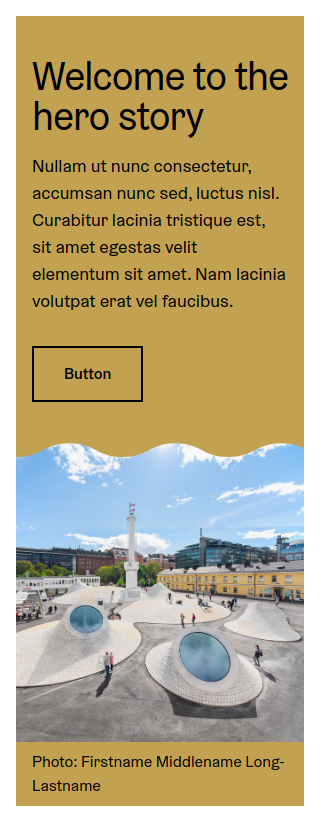 Welcome to the
hero story
Nullam ut nunc consectetur,
accumsan nunc sed, luctus nisl.
Curabitur lacinia tristique est,
sit amet egestas velit
elementum sit amet. Nam lacinia
volutpat erat vel faucibus.
Button
Photo: Firstname Middlename Long-
Lastname